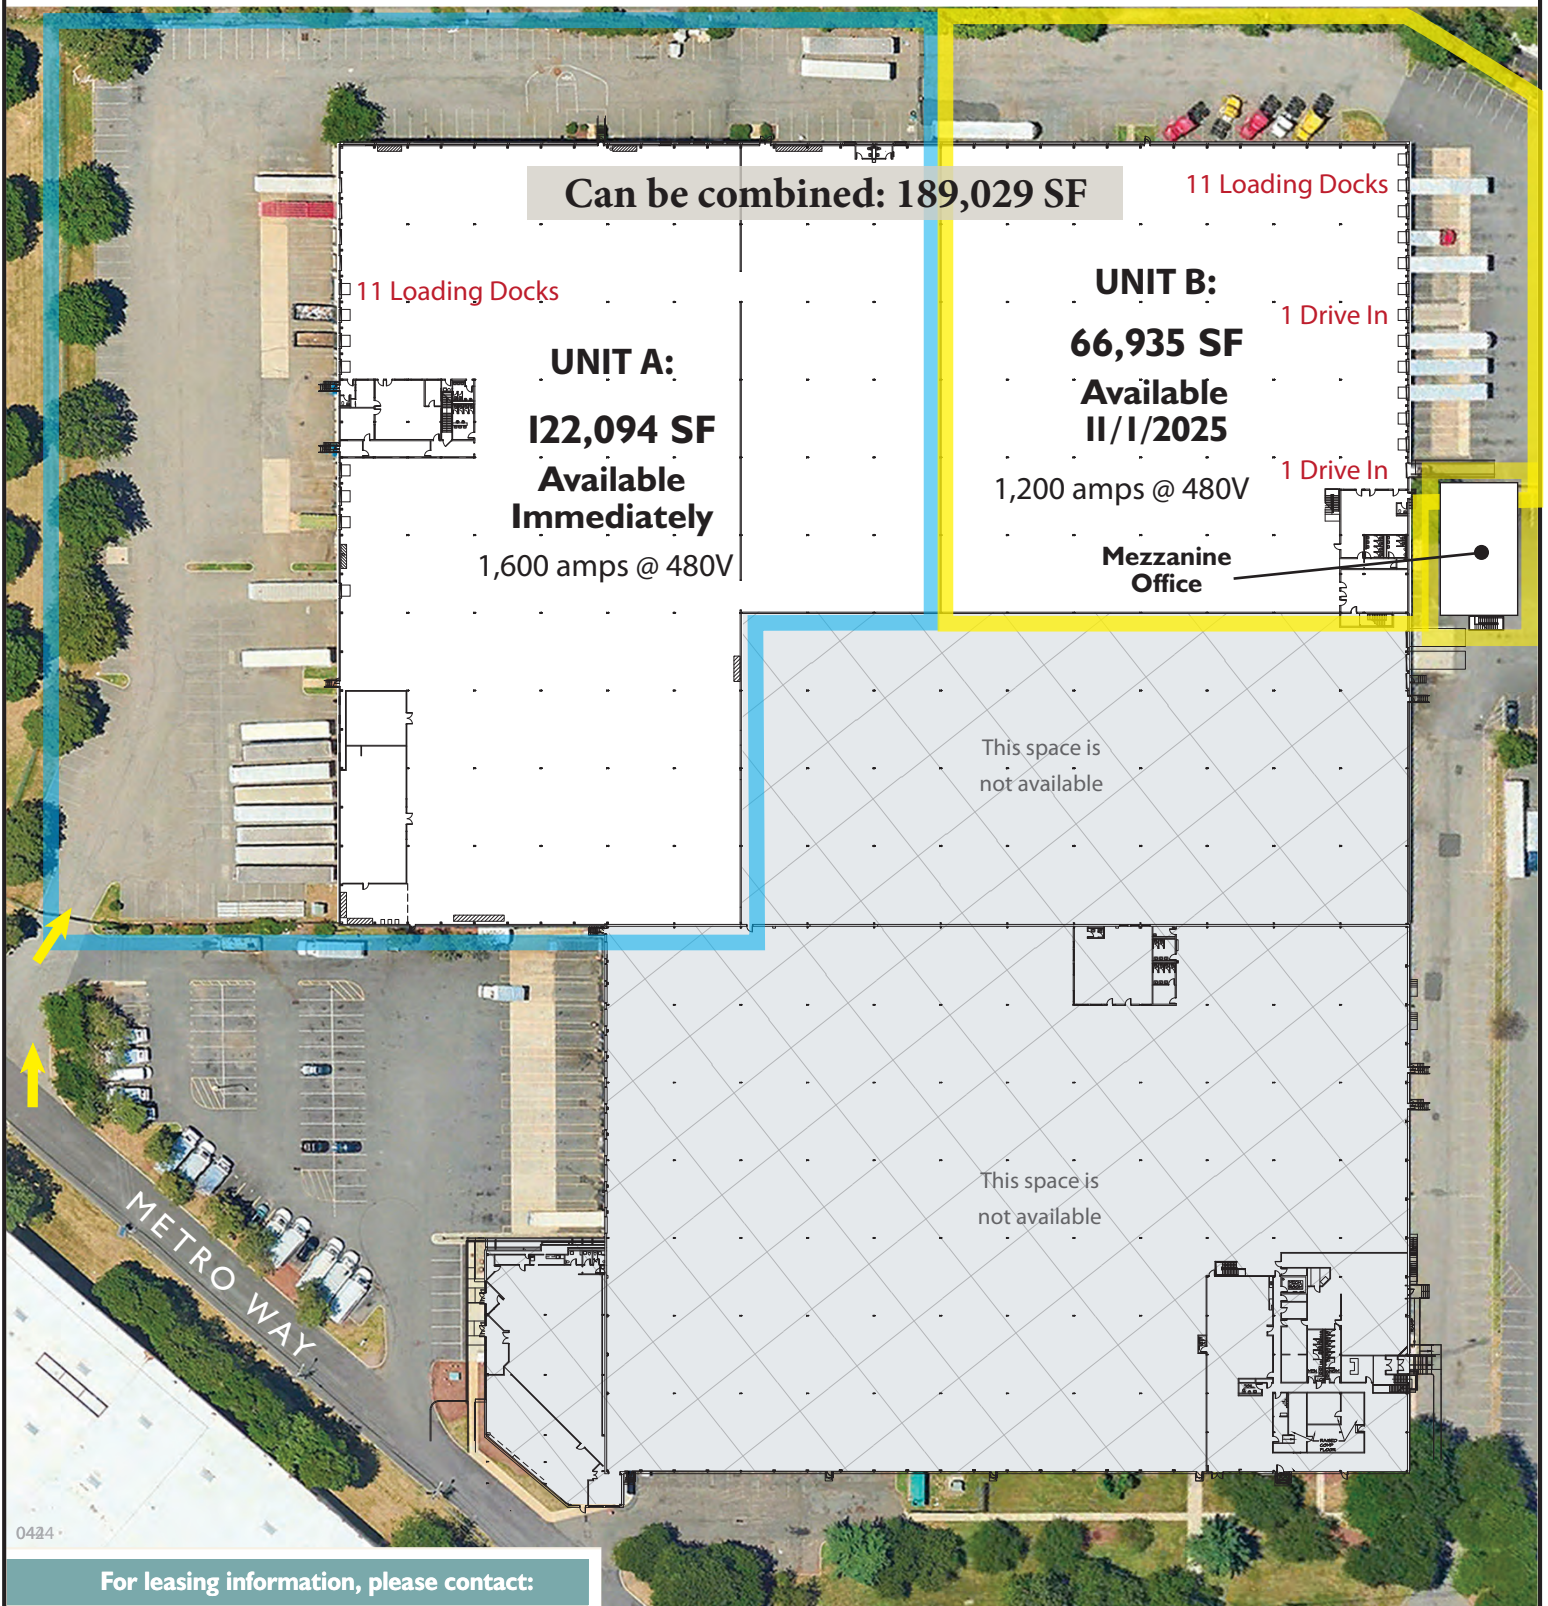 Can be combined: 189,029 SF
11 Loading Docks
11 Loading Docks
UNIT A:
122,094 SF
Available
Immediately
1,600 amps @ 480V
UNIT B:
66,935 SF
Available
11/1/2025
1,200 amps @ 480V
1 Drive In
1 Drive In
Mezzanine
Office
This space is
not available
This space is
not available
METRO WAY
RAISED
COMP
FLOOR
For leasing information, please contact: